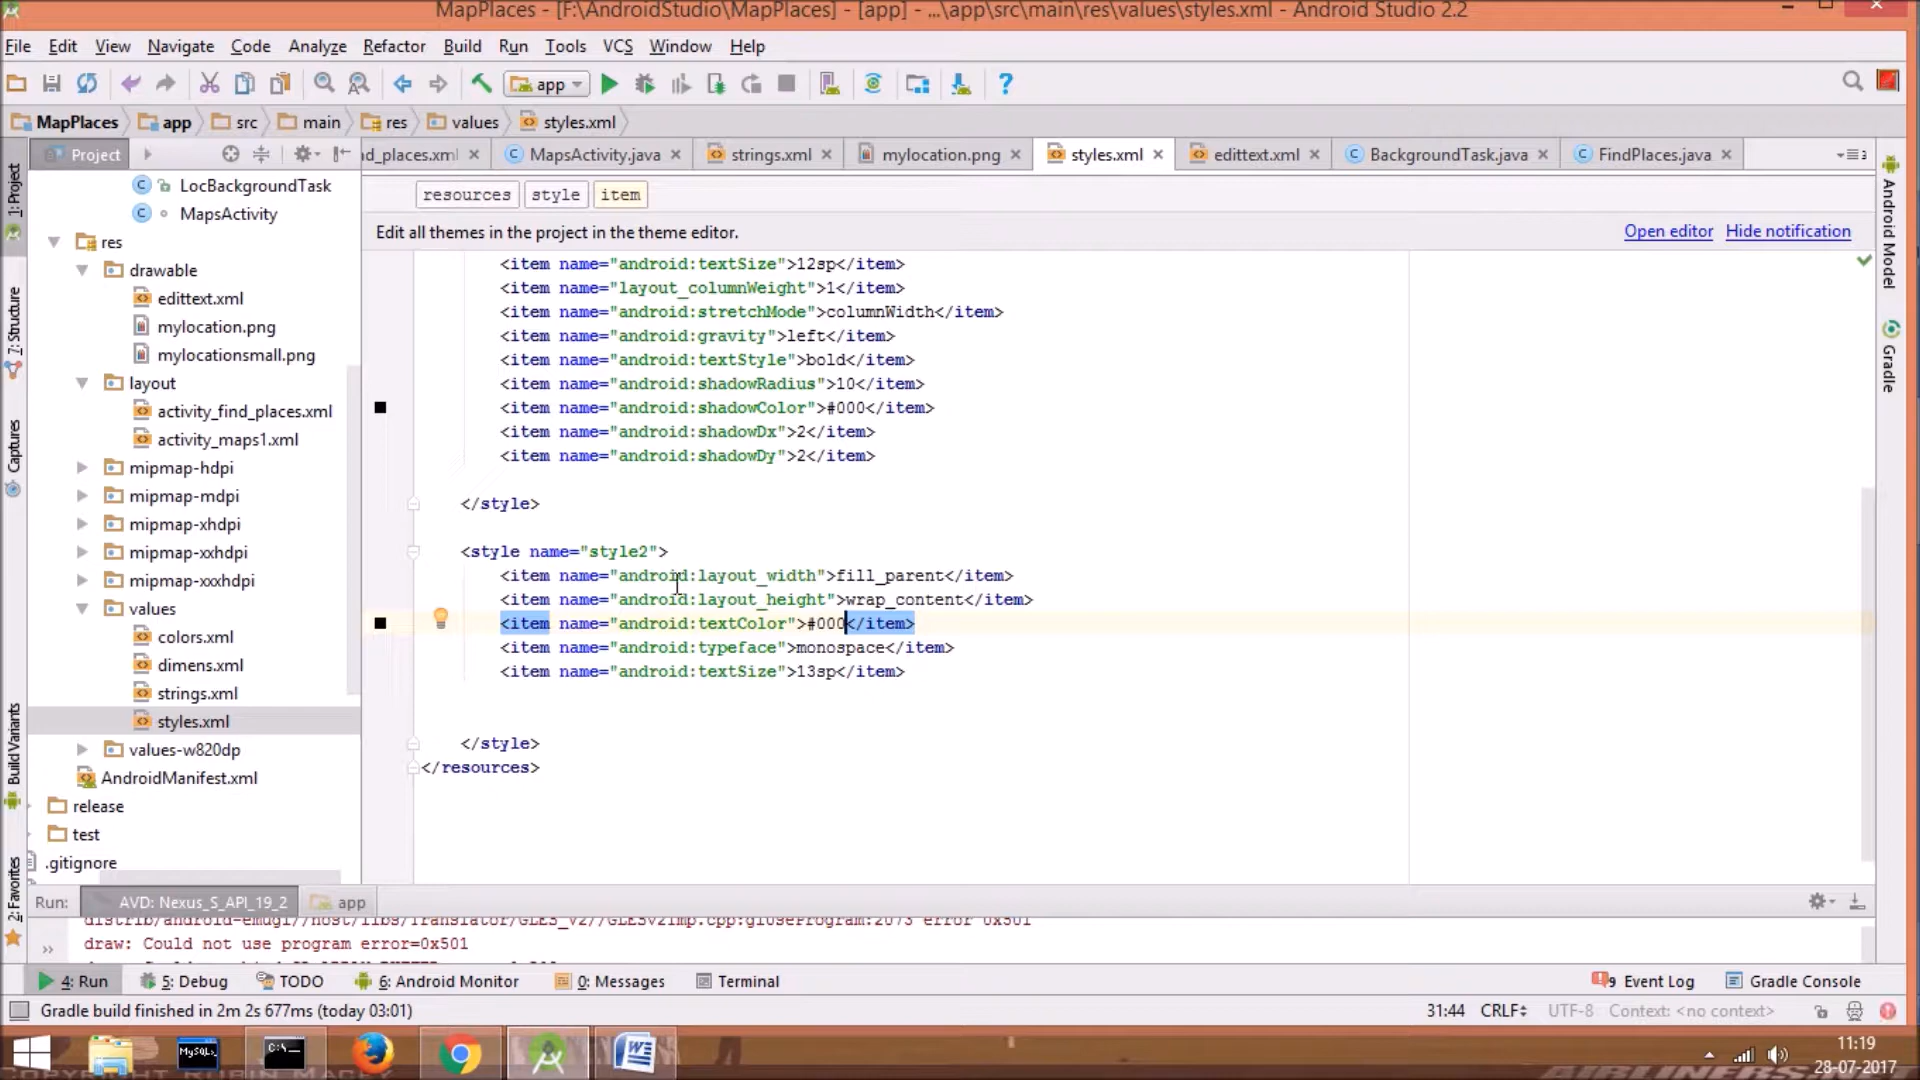 MapPlaces - [F:\AndroidStudio\MapPlaces] - [app] - ...\app\src\main\res\values\styles.xml - Android Studio 2.2
File Edit View Navigate Code Analyze Refactor Build Run Tools VCS Window Help
app
MapPlaces app src main res values styles.xml
Project
d_places.xml MapsActivity.java strings.xml mylocation.png styles.xml edittext.xml BackgroundTask.java FindPlaces.java
resources style item
Edit all themes in the project in the theme editor.
Open editor Hide notification
1: Project
7: Structure
Captures
Build Variants
2: Favorites
Android Model
Gradle
LocBackgroundTask
MapsActivity
res
drawable
edittext.xml
mylocation.png
mylocationsmall.png
layout
activity_find_places.xml
activity_maps1.xml
mipmap-hdpi
mipmap-mdpi
mipmap-xhdpi
mipmap-xxhdpi
mipmap-xxxhdpi
values
colors.xml
dimens.xml
strings.xml
styles.xml
values-w820dp
AndroidManifest.xml
release
test
.gitignore
<item name="android:textSize">12sp</item>
<item name="layout_columnWeight">1</item>
<item name="android:stretchMode">columnWidth</item>
<item name="android:gravity">left</item>
<item name="android:textStyle">bold</item>
<item name="android:shadowRadius">10</item>
<item name="android:shadowColor">#000</item>
<item name="android:shadowDx">2</item>
<item name="android:shadowDy">2</item>
</style>
<style name="style2">
<item name="android:layout_width">fill_parent</item>
<item name="android:layout_height">wrap_content</item>
<item name="android:textColor">#000</item>
<item name="android:typeface">monospace</item>
<item name="android:textSize">13sp</item>
</style>
</resources>
Run: AVD: Nexus_S_API_19_2 app
draw: Could not use program error=0x501
4: Run 5: Debug TODO 6: Android Monitor 0: Messages Terminal
9 Event Log Gradle Console
Gradle build finished in 2m 2s 677ms (today 03:01)
31:44 CRLF UTF-8 Context: <no context>
MySQL
C:\
11:19
28-07-2017